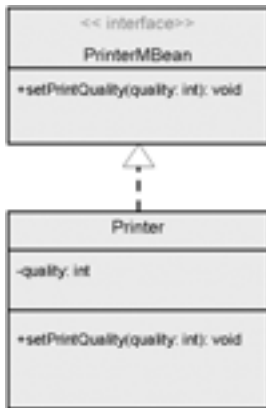 << interface>>
PrinterMBean
+setPrintQuality(quality: int): void
Printer
-quality: int
+setPrintQuality(quality: int): void